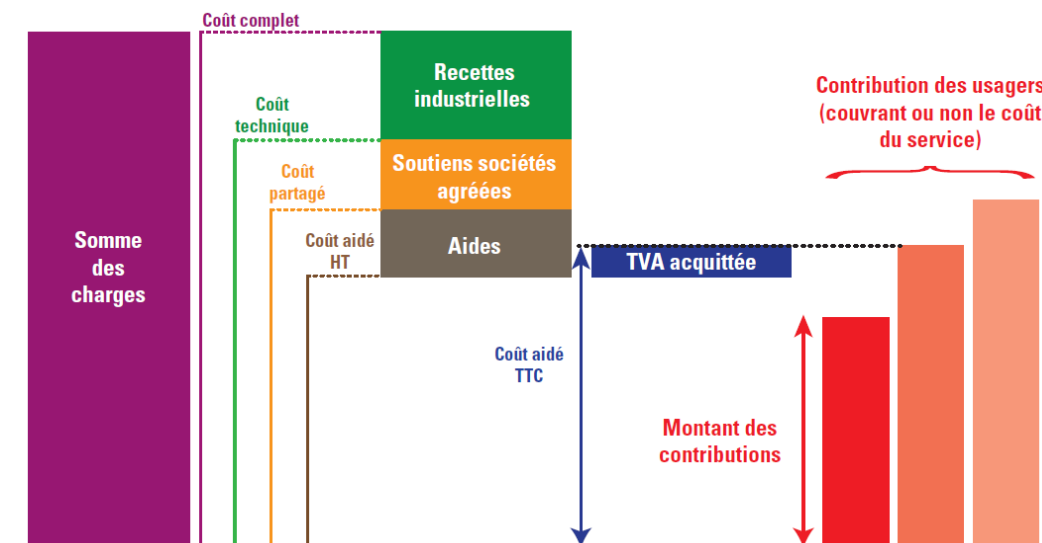 Coût complet
Recettes
industrielles
Contribution des usagers
(couvrant ou non le coût
du service)
Coût
technique
Soutiens sociétés
agréées
Coût
partagé
Somme
des
charges
Coût aidé
HT
Aides
TVA acquittée
Coût aidé
TTC
Montant des
contributions